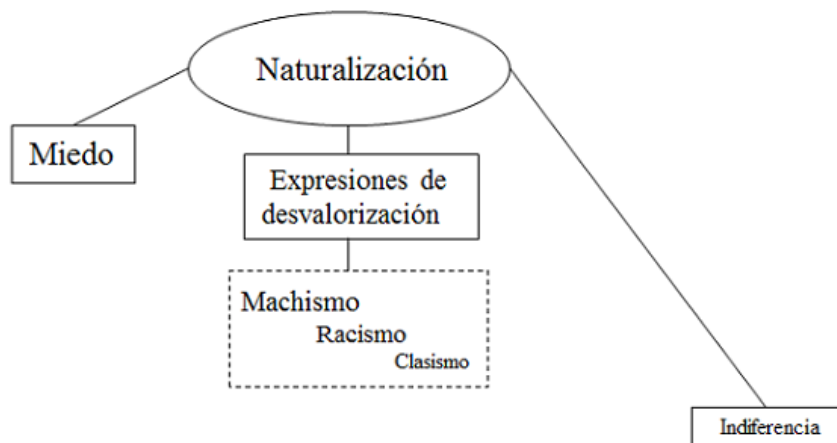 Naturalización
Miedo
Expresiones de
desvalorización
Machismo
Racismo
Clasismo
Indiferencia